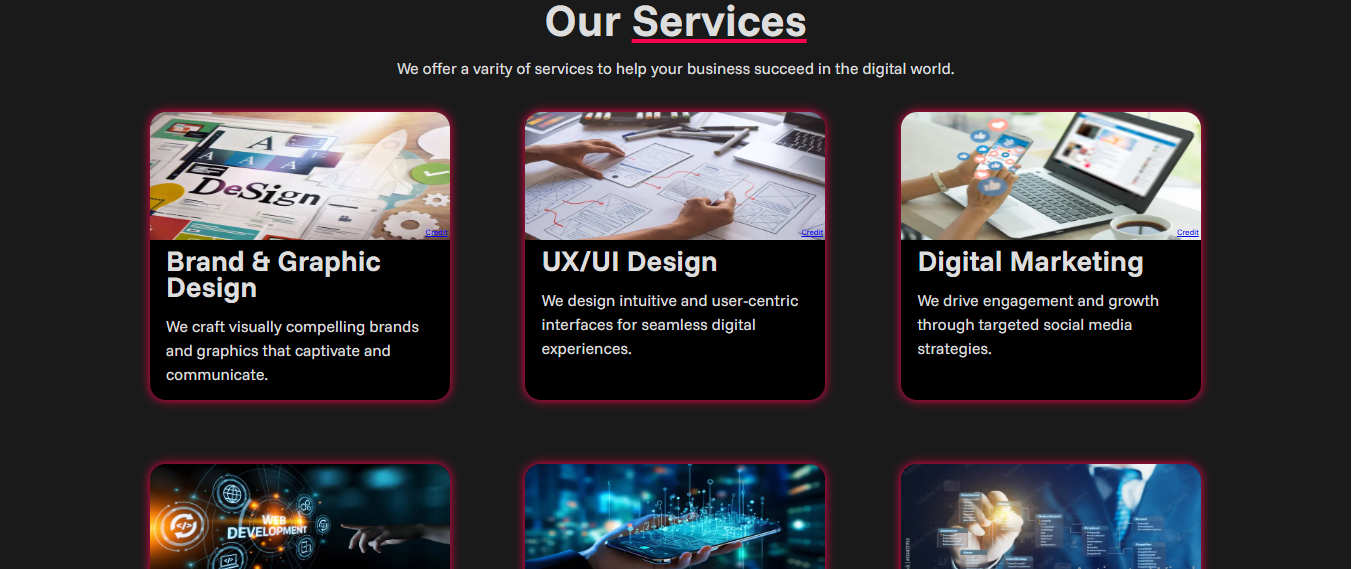 Our Services
We offer a varity of services to help your business succeed in the digital world.
A
A A A A
DeSign
Credit
Credit
Credit
Brand & Graphic
Design
UX/UI Design
Digital Marketing
We craft visually compelling brands
and graphics that captivate and
communicate.
We design intuitive and user-centric
interfaces for seamless digital
experiences.
We drive engagement and growth
through targeted social media
strategies.
WEB
DEVELOPMENT